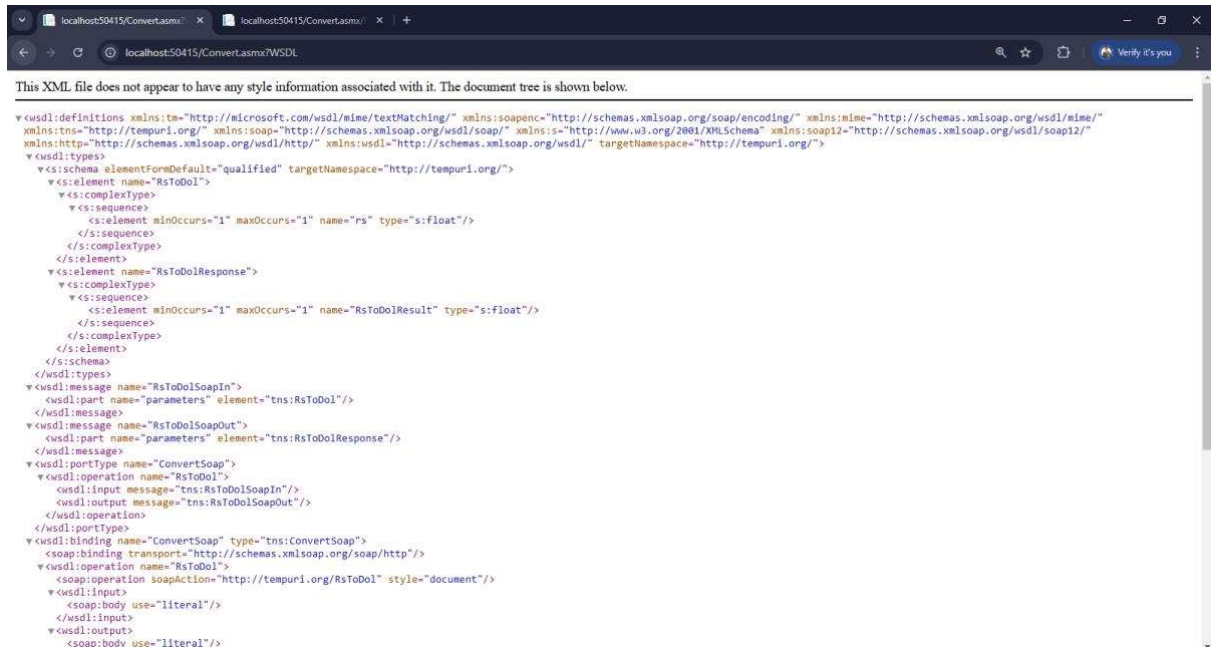 localhost:50415/Convert.asmx?
localhost:50415/Convert.asmx/
localhost:50415/Convert.asmx?WSDL
Verify it's you
This XML file does not appear to have any style information associated with it. The document tree is shown below.
<wsdl:definitions xmlns:tm="http://microsoft.com/wsdl/mime/textMatching/" xmlns:soapenc="http://schemas.xmlsoap.org/soap/encoding/" xmlns:mime="http://schemas.xmlsoap.org/wsdl/mime/"
xmlns:tns="http://tempuri.org/" xmlns:soap="http://schemas.xmlsoap.org/wsdl/soap/" xmlns:s="http://www.w3.org/2001/XMLSchema" xmlns:soap12="http://schemas.xmlsoap.org/wsdl/soap12/"
xmlns:http="http://schemas.xmlsoap.org/wsdl/http/" xmlns:wsdl="http://schemas.xmlsoap.org/wsdl/" targetNamespace="http://tempuri.org/">
<wsdl:types>
<s:schema elementFormDefault="qualified" targetNamespace="http://tempuri.org/">
<s:element name="RsToDol">
<s:complexType>
<s:sequence>
<s:element minOccurs="1" maxOccurs="1" name="rs" type="s:float"/>
</s:sequence>
</s:complexType>
</s:element>
<s:element name="RsToDolResponse">
<s:complexType>
<s:sequence>
<s:element minOccurs="1" maxOccurs="1" name="RsToDolResult" type="s:float"/>
</s:sequence>
</s:complexType>
</s:element>
</s:schema>
</wsdl:types>
<wsdl:message name="RsToDolSoapIn">
<wsdl:part name="parameters" element="tns:RsToDol"/>
</wsdl:message>
<wsdl:message name="RsToDolSoapOut">
<wsdl:part name="parameters" element="tns:RsToDolResponse"/>
</wsdl:message>
<wsdl:portType name="ConvertSoap">
<wsdl:operation name="RsToDol">
<wsdl:input message="tns:RsToDolSoapIn"/>
<wsdl:output message="tns:RsToDolSoapOut"/>
</wsdl:operation>
</wsdl:portType>
<wsdl:binding name="ConvertSoap" type="tns:ConvertSoap">
<soap:binding transport="http://schemas.xmlsoap.org/soap/http"/>
<wsdl:operation name="RsToDol">
<soap:operation soapAction="http://tempuri.org/RsToDol" style="document"/>
<wsdl:input>
<soap:body use="literal"/>
</wsdl:input>
<wsdl:output>
<soap:body use="literal"/>